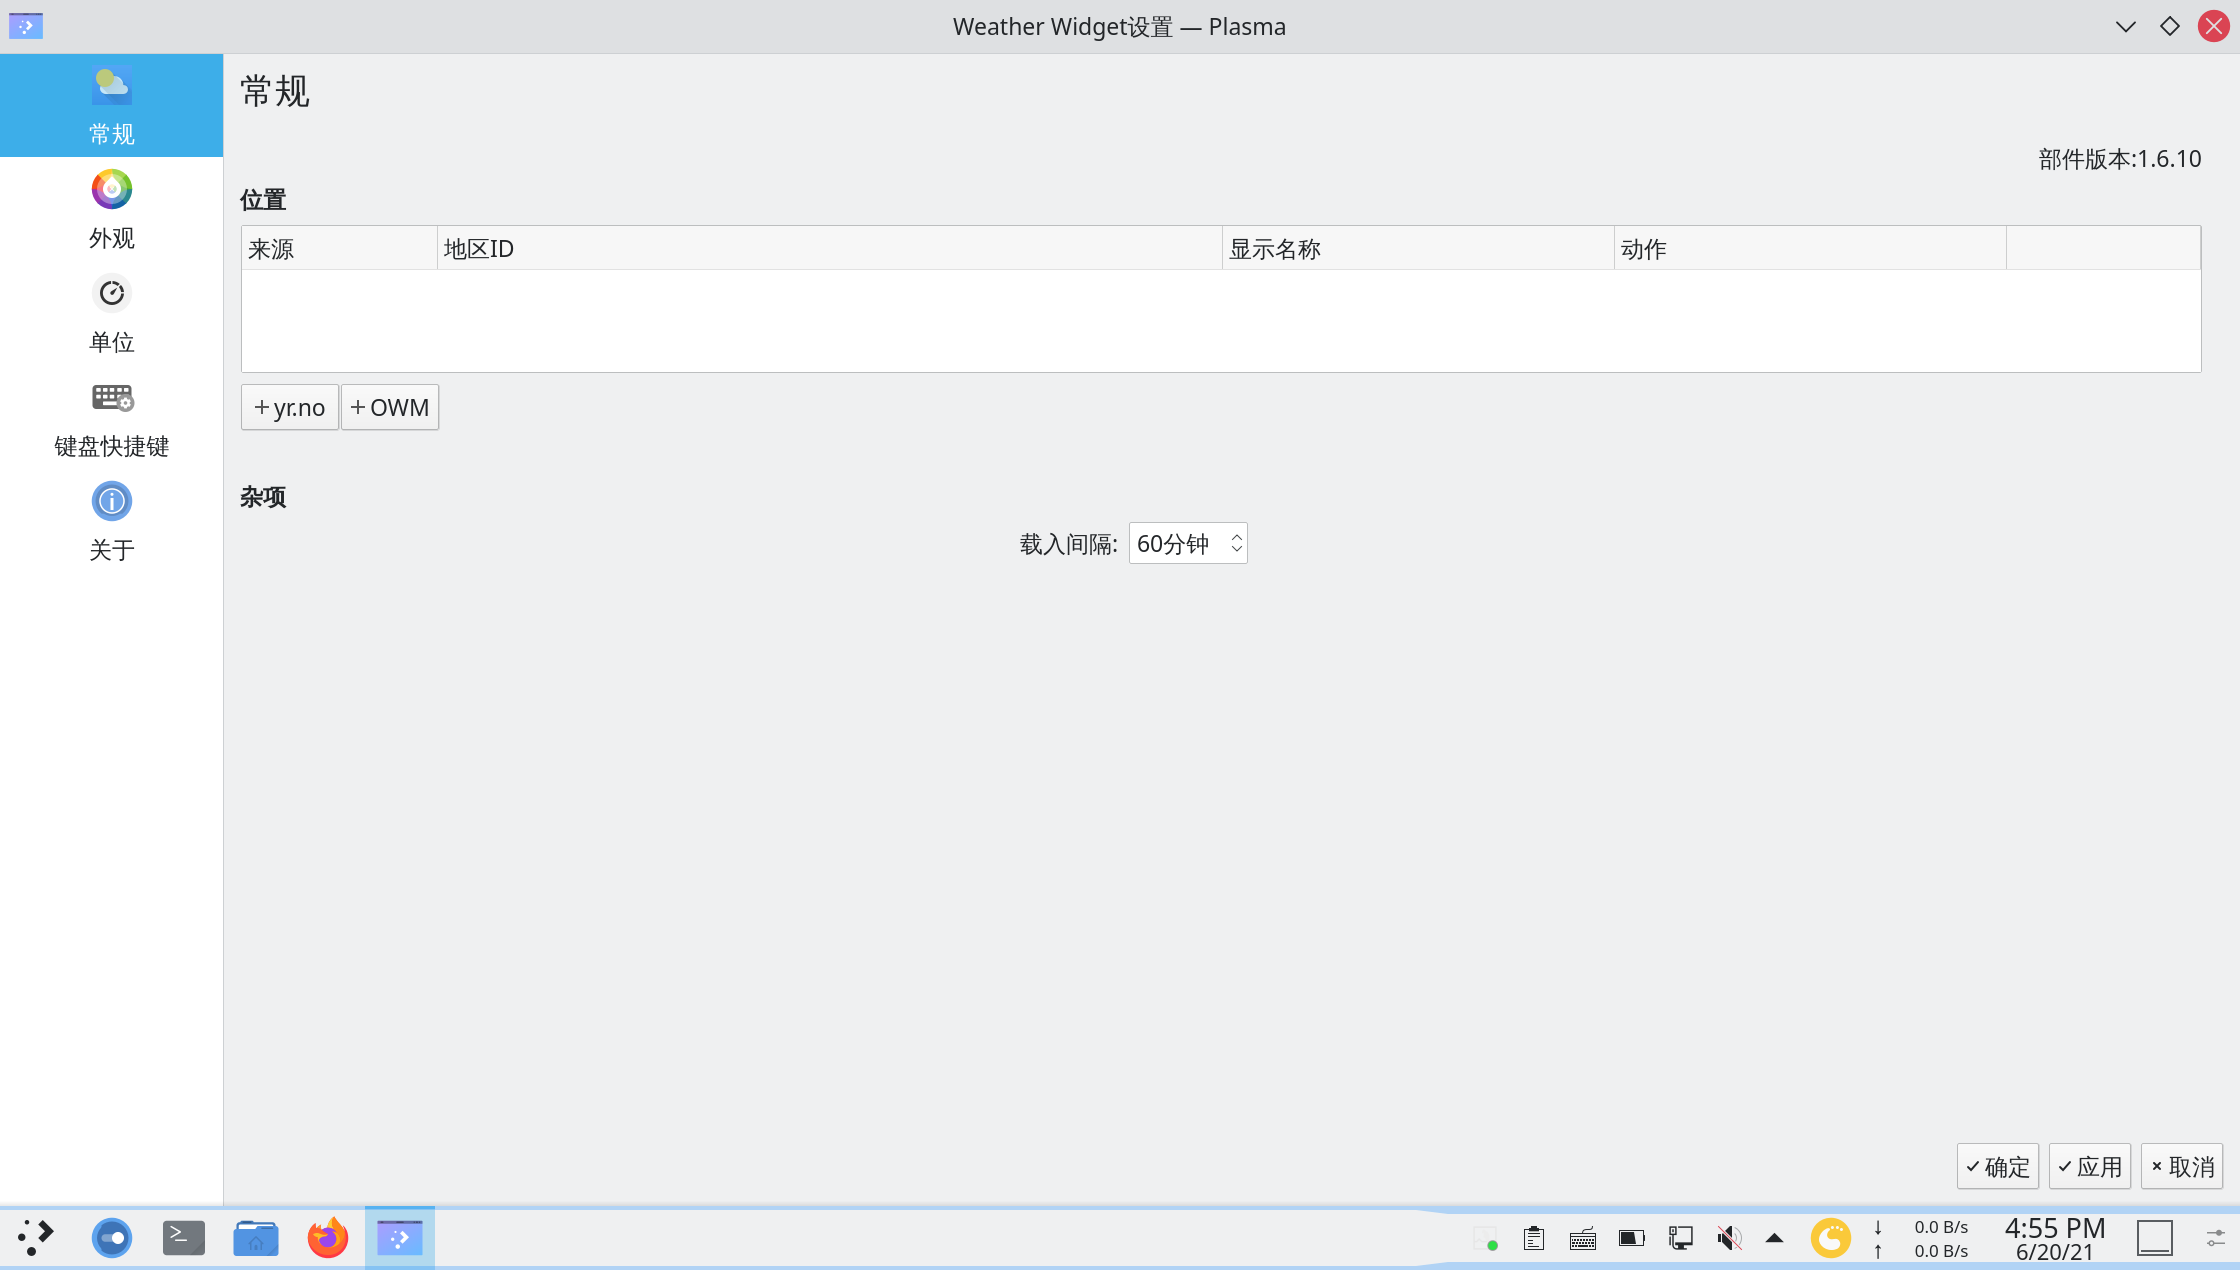 Weather Widget设置 — Plasma
常规
外观
单位
键盘快捷键
关于
常规
部件版本:1.6.10
位置
来源 地区ID 显示名称 动作
yr.no OWM
杂项
载入间隔: 60分钟
确定 应用 取消
0.0 B/s
0.0 B/s
4:55 PM
6/20/21